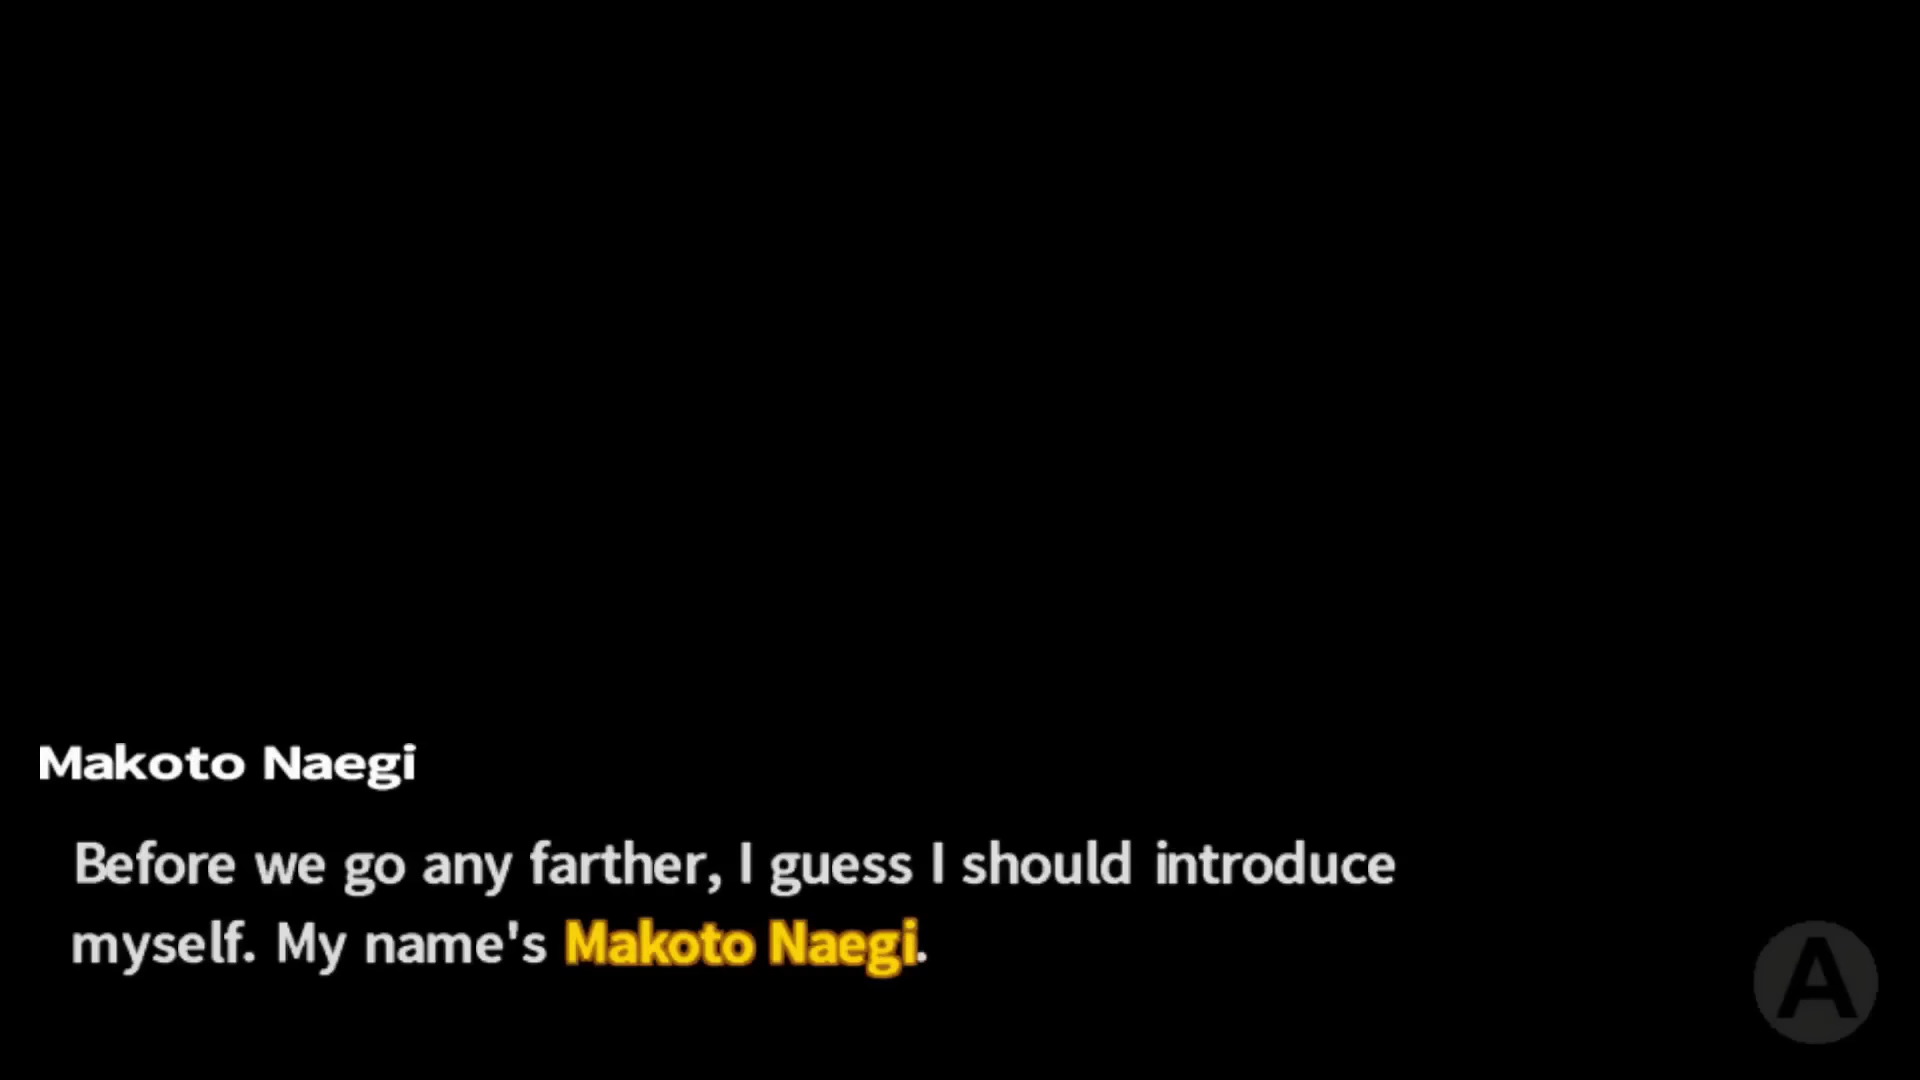 Makoto Naegi
Before we go any farther, I guess I should introduce
myself. My name's Makoto Naegi.
A